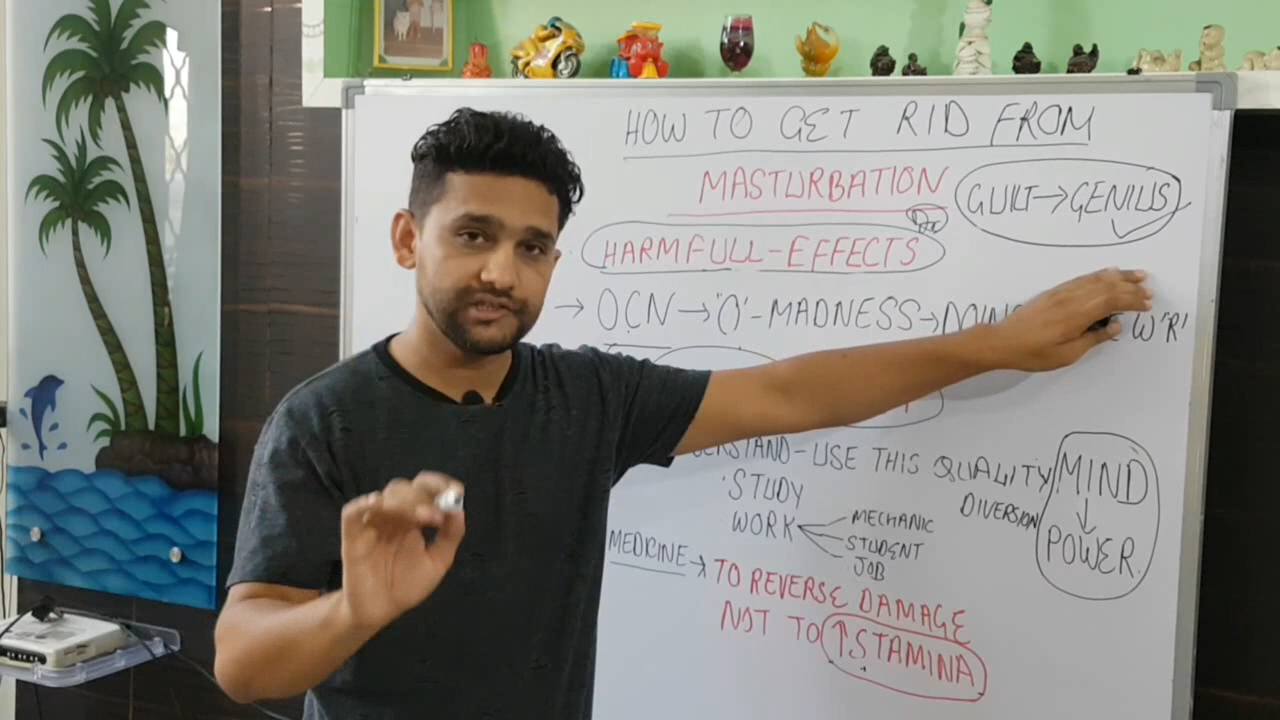 HOW TO GET RID FROM
MASTURBATION
GUILT→GENIUS
HARMFULL-EFFECTS
→ OCN → "O"-MADNESS→
W'R'
USE THIS QUALITY
MIND
↓
POWER
DIVERSION
STUDY
WORK
MECHANIC
STUDENT
JOB
MEDICINE → TO REVERSE DAMAGE
NOT TO ↑STAMINA